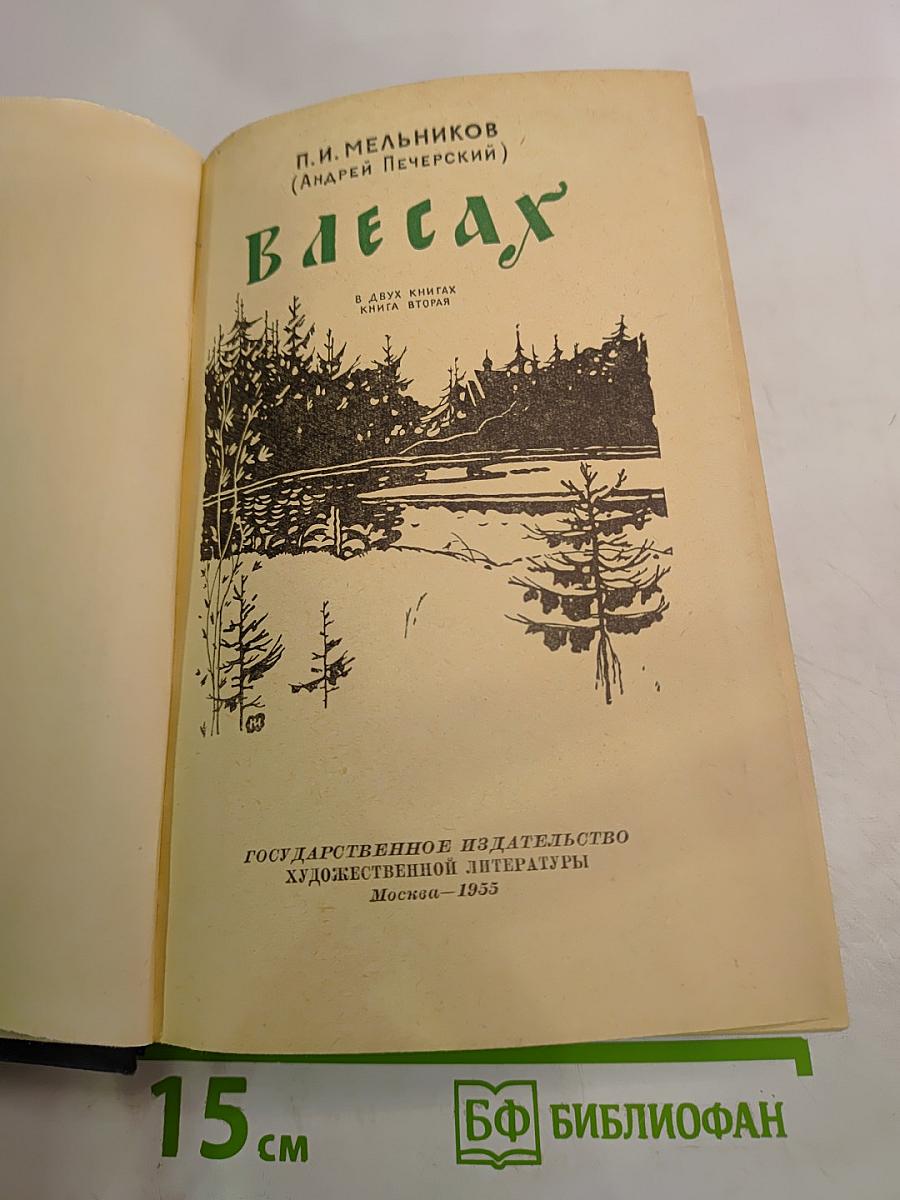 П.И. МЕЛЬНИКОВ
(АНДРЕЙ ПЕЧЕРСКИЙ)
В ЛЕСАХ
В ДВУХ КНИГАХ
КНИГА ВТОРАЯ
ГОСУДАРСТВЕННОЕ ИЗДАТЕЛЬСТВО
ХУДОЖЕСТВЕННОЙ ЛИТЕРАТУРЫ
Москва—1955
15 см
БФ БИБЛИОФАН